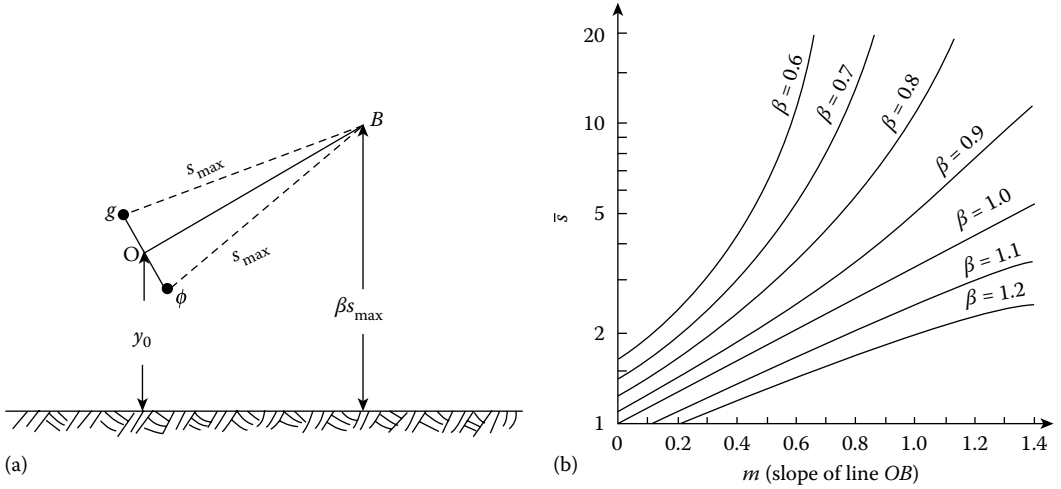 B
s_max
g
O
s_max
ϕ
y_0
βs_max
(a)
s̄
20
10
5
2
1
β = 0.6
β = 0.7
β = 0.8
β = 0.9
β = 1.0
β = 1.1
β = 1.2
0 0.2 0.4 0.6 0.8 1.0 1.2 1.4
m (slope of line OB)
(b)